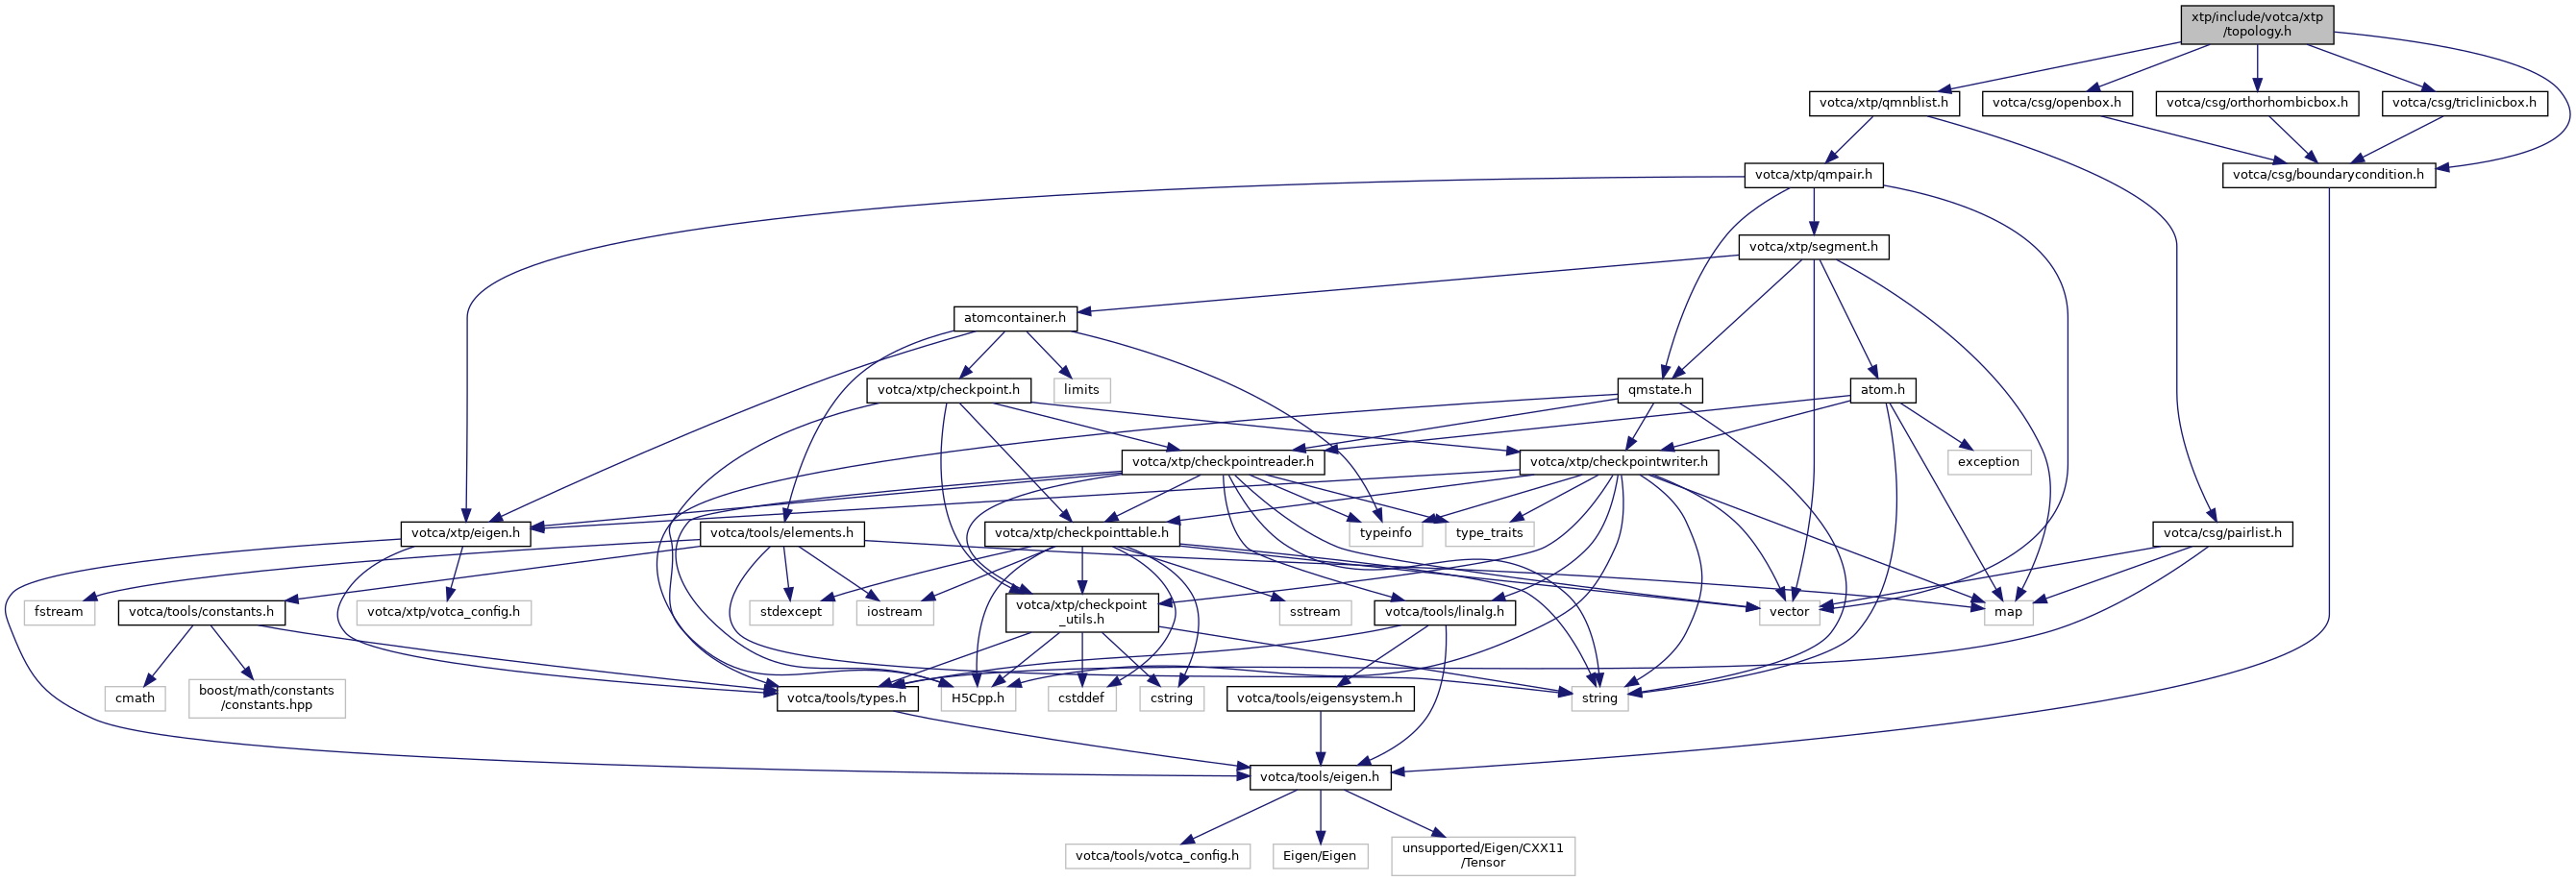 xtp/include/votca/xtp
/topology.h
votca/xtp/qmnblist.h
votca/csg/openbox.h
votca/csg/orthorhombicbox.h
votca/csg/triclinicbox.h
votca/xtp/qmpair.h
votca/csg/boundarycondition.h
votca/xtp/segment.h
atomcontainer.h
votca/xtp/checkpoint.h
limits
qmstate.h
atom.h
votca/xtp/checkpointreader.h
votca/xtp/checkpointwriter.h
exception
votca/xtp/eigen.h
votca/tools/elements.h
votca/xtp/checkpointtable.h
typeinfo
type_traits
votca/csg/pairlist.h
fstream
votca/tools/constants.h
votca/xtp/votca_config.h
stdexcept
iostream
votca/xtp/checkpoint
_utils.h
sstream
votca/tools/linalg.h
vector
map
cmath
boost/math/constants
/constants.hpp
votca/tools/types.h
H5Cpp.h
cstddef
cstring
votca/tools/eigensystem.h
string
votca/tools/eigen.h
votca/tools/votca_config.h
Eigen/Eigen
unsupported/Eigen/CXX11
/Tensor